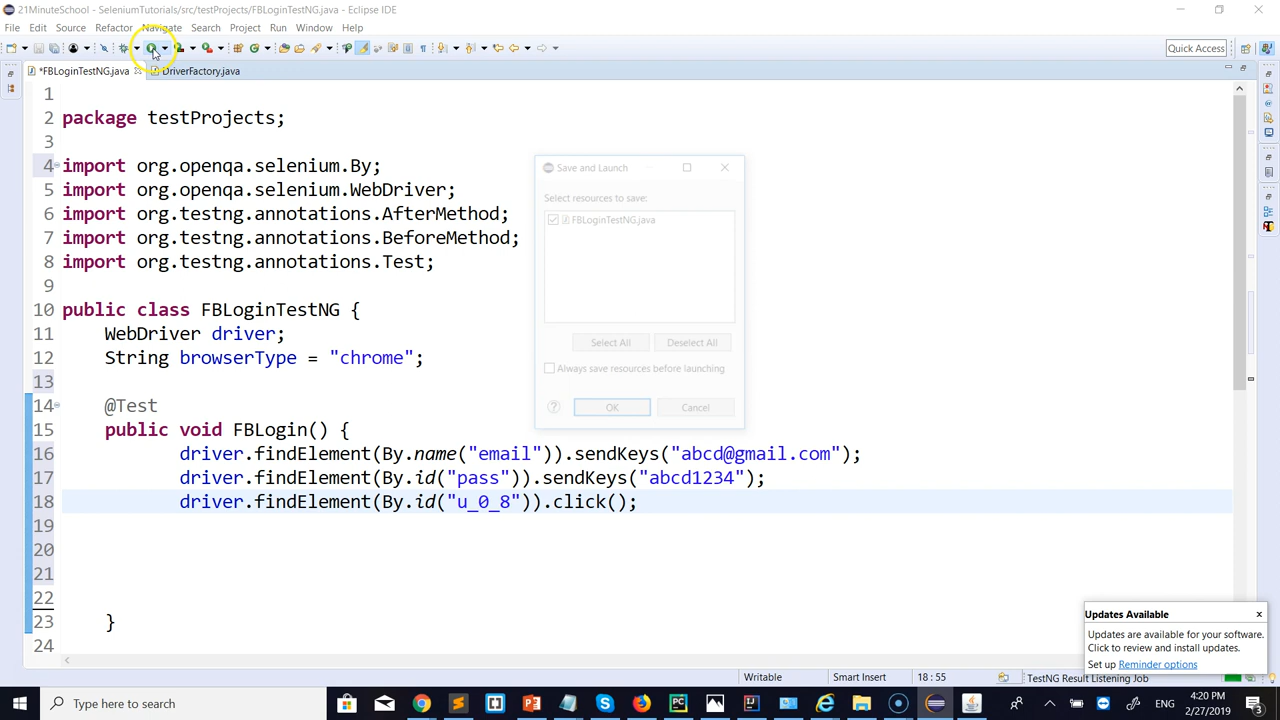 21MinuteSchool - SeleniumTutorials/src/testProjects/FBLoginTestNG.java - Eclipse IDE
File Edit Source Refactor Navigate Search Project Run Window Help
Quick Access
*FBLoginTestNG.java DriverFactory.java
1
2 package testProjects;
3
4 import org.openqa.selenium.By;
5 import org.openqa.selenium.WebDriver;
6 import org.testng.annotations.AfterMethod;
7 import org.testng.annotations.BeforeMethod;
8 import org.testng.annotations.Test;
9
10 public class FBLoginTestNG {
11 WebDriver driver;
12 String browserType = "chrome";
13
14 @Test
15 public void FBLogin() {
16 driver.findElement(By.name("email")).sendKeys("abcd@gmail.com");
17 driver.findElement(By.id("pass")).sendKeys("abcd1234");
18 driver.findElement(By.id("u_0_8")).click();
19
20
21
22
23 }
24
Save and Launch
Select resources to save:
FBLoginTestNG.java
Select All Deselect All
Always save resources before launching
OK Cancel
Updates Available
Updates are available for your software.
Click to review and install updates.
Set up Reminder options
Writable Smart Insert 18 : 55 TestNG Result Listening Job
Type here to search
4:20 PM
2/27/2019